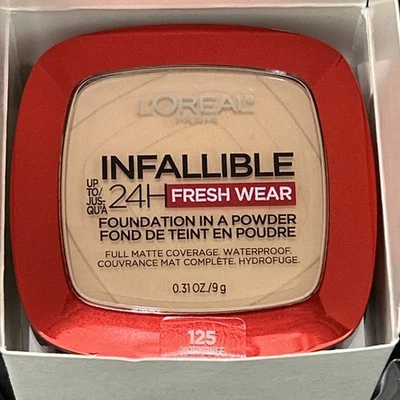 L'ORÉAL
PARIS
INFALLIBLE
UP TO/
JUS-
QU'À
24H FRESH WEAR
FOUNDATION IN A POWDER
FOND DE TEINT EN POUDRE
FULL MATTE COVERAGE. WATERPROOF.
COUVRANCE MAT COMPLÈTE. HYDROFUGE.
0.31 OZ./9 g
125